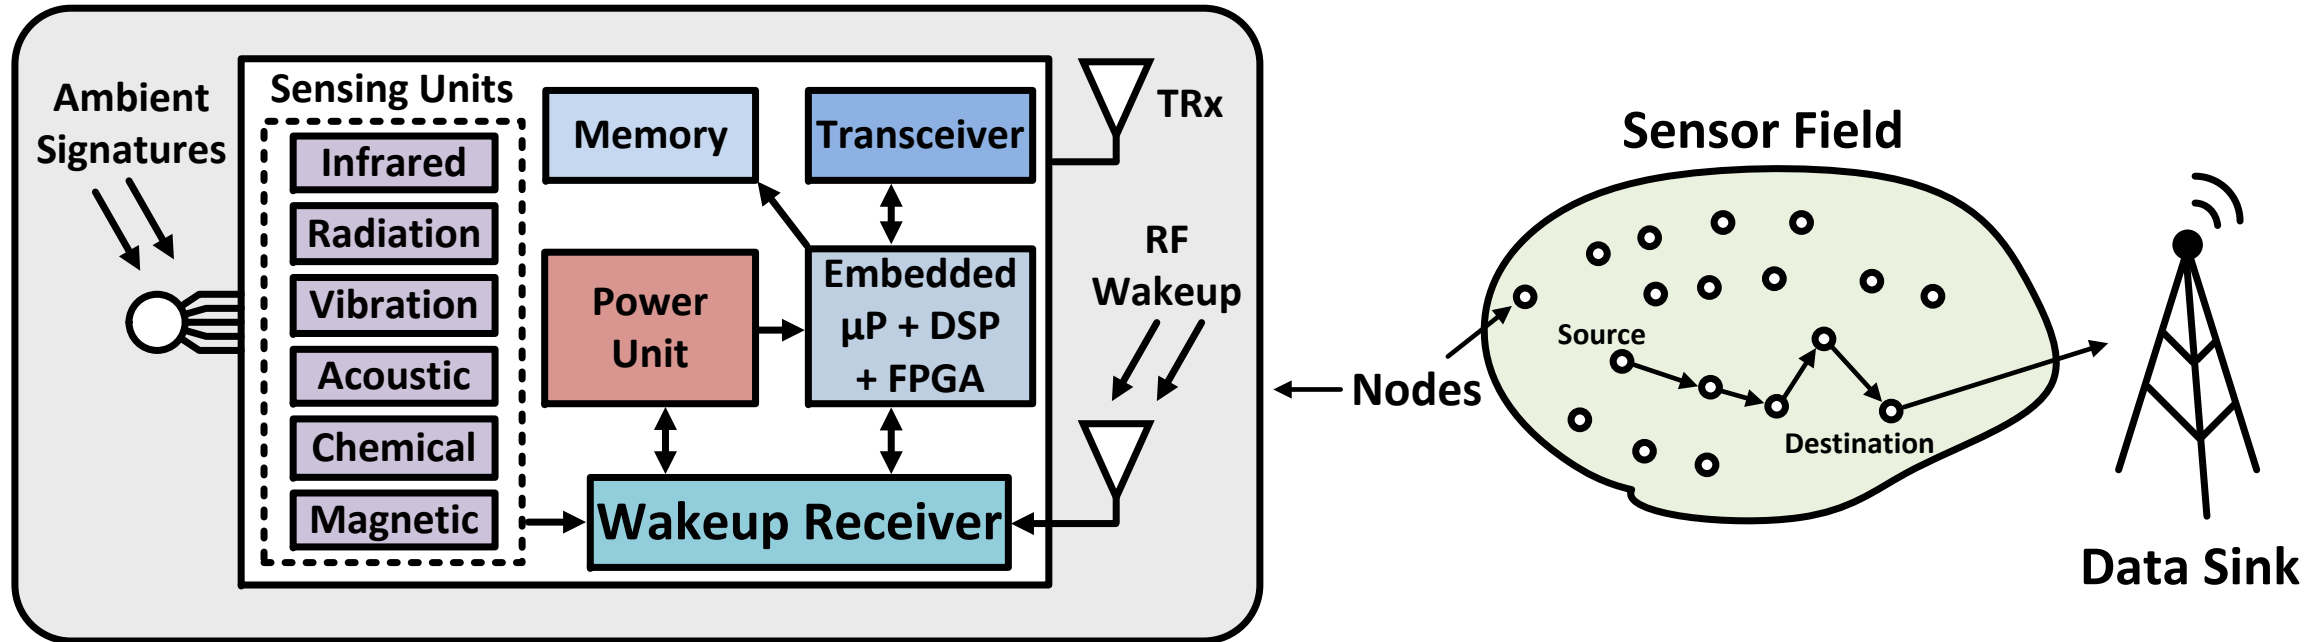 Ambient
Signatures
Sensing Units
Infrared
Radiation
Vibration
Acoustic
Chemical
Magnetic
Memory
Transceiver
Power
Unit
Embedded
µP + DSP
+ FPGA
Wakeup Receiver
TRx
RF
Wakeup
Nodes
Sensor Field
Source
Destination
Data Sink